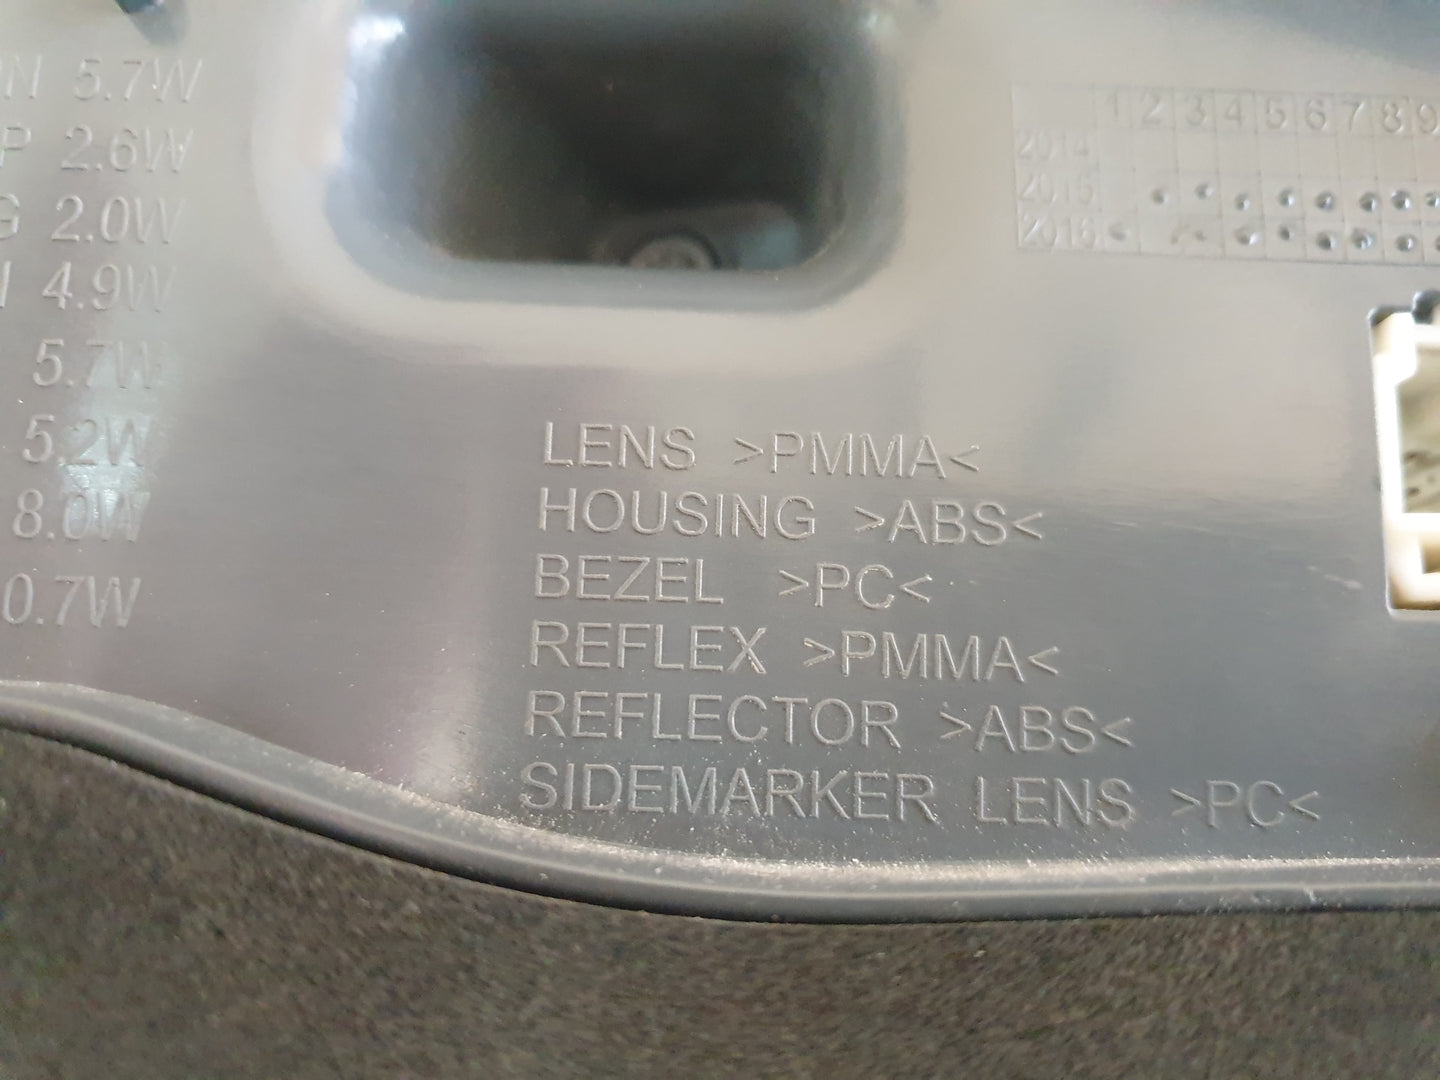 N 5.7W
P 2.6W
G 2.0W
4.9W
5.7W
5.2W
8.0W
0.7W
1 2 3 4 5 6 7 8 9
2014
2015
2016
LENS >PMMA<
HOUSING >ABS<
BEZEL >PC<
REFLEX >PMMA<
REFLECTOR >ABS<
SIDEMARKER LENS >PC<